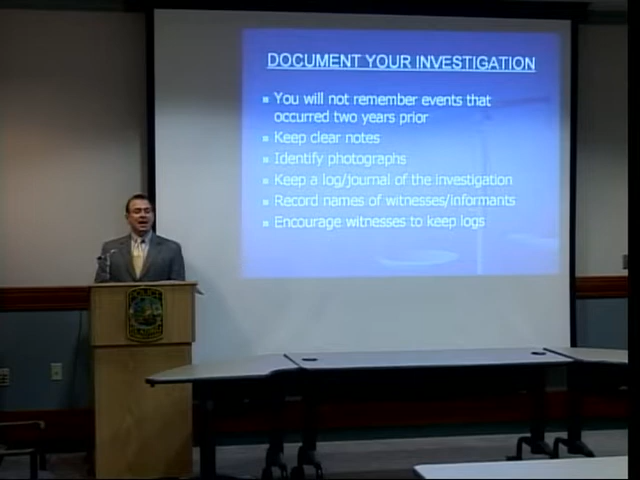 DOCUMENT YOUR INVESTIGATION
You will not remember events that
occurred two years prior
Keep clear notes
Identify photographs
Keep a log/journal of the investigation
Record names of witnesses/informants
Encourage witnesses to keep logs
POLICE